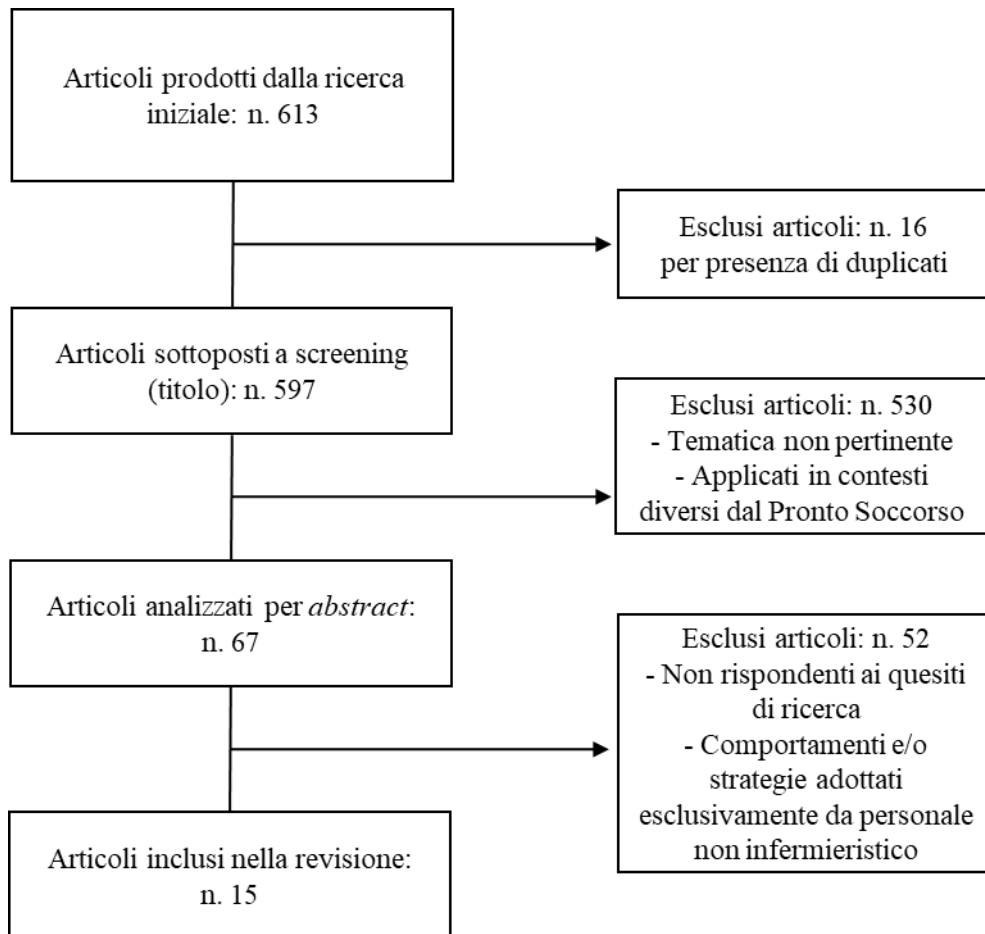 Articoli prodotti dalla ricerca
iniziale: n. 613
Esclusi articoli: n. 16
per presenza di duplicati
Articoli sottoposti a screening
(titolo): n. 597
Esclusi articoli: n. 530
- Tematica non pertinente
- Applicati in contesti
diversi dal Pronto Soccorso
Articoli analizzati per abstract:
n. 67
Esclusi articoli: n. 52
- Non rispondenti ai quesiti
di ricerca
- Comportamenti e/o
strategie adottati
esclusivamente da personale
non infermieristico
Articoli inclusi nella revisione:
n. 15